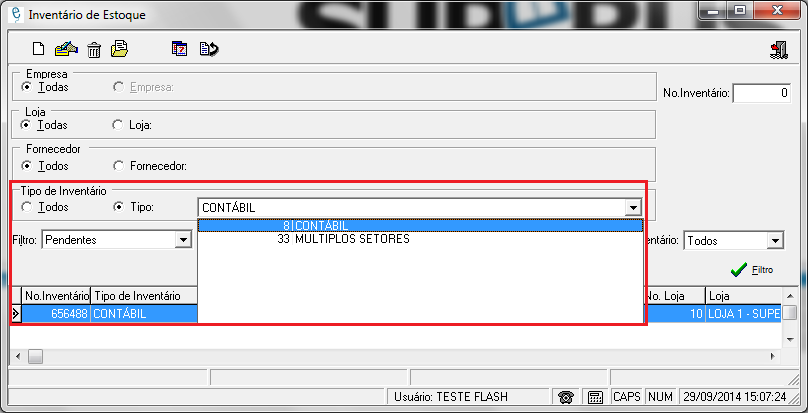 Inventário de Estoque
Empresa
Todas Empresa:
No.Inventário: 0
Loja
Todas Loja:
Fornecedor
Todos Fornecedor:
Tipo de Inventário
Todos Tipo: CONTÁBIL
8 CONTÁBIL
33 MULTIPLOS SETORES
Filtro: Pendentes
entário: Todos
Filtro
No.Inventário Tipo de Inventário No. Loja Loja
656488 CONTÁBIL 10 LOJA 1 - SUPE
Usuário: TESTE FLASH CAPS NUM 29/09/2014 15:07:24